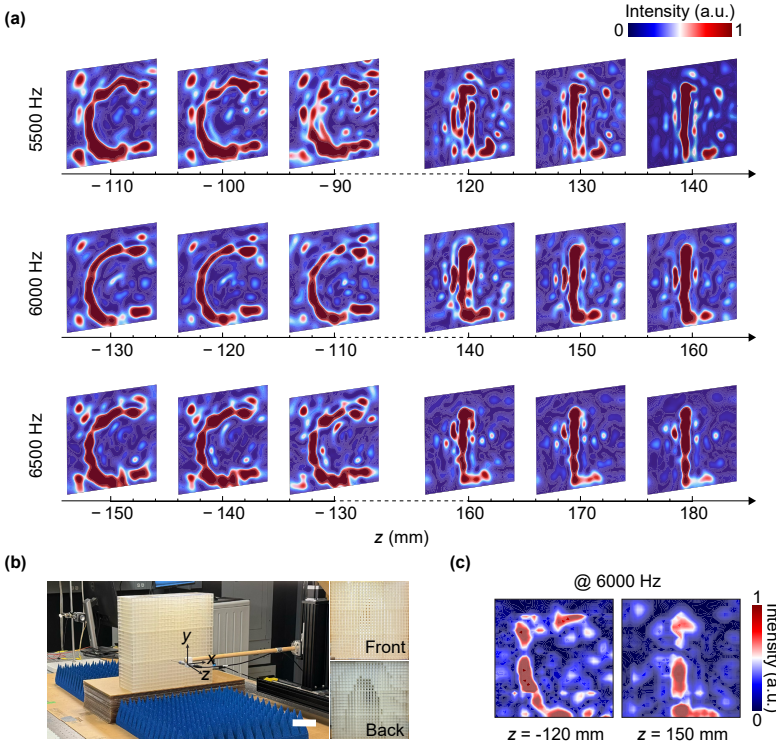 (a)
Intensity (a.u.)
0 1
5500 Hz
−110 −100 −90 120 130 140
6000 Hz
−130 −120 −110 140 150 160
6500 Hz
−150 −140 −130 160 170 180
z (mm)
(b)
y
x
z
Front
Back
(c)
@ 6000 Hz
1
Intensity (a.u.)
0
z = -120 mm z = 150 mm